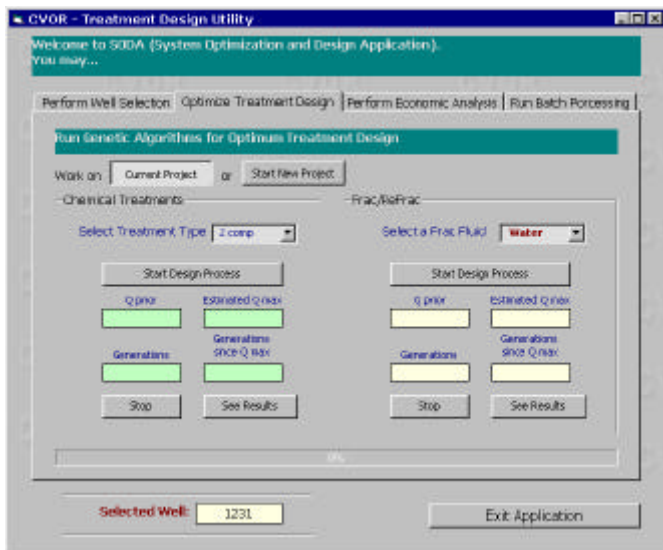 CVOR - Treatment Design Utility
Welcome to SODA (System Optimization and Design Application).
You may...
Perform Well Selection Optimize Treatment Design Perform Economic Analysis Run Batch Porcessing
Run Genetic Algorithms for Optimum Treatment Design
Work on Current Project or Start New Project
Chemical Treatments Frac/ReFrac
Select Treatment Type 2 comp Select a Frac Fluid Water
Start Design Process Start Design Process
Q prior Estimated Q max Q prior Estimated Q max
Generations Generations since Q max Generations Generations since Q max
Stop See Results Stop See Results
0%
Selected Well: 1231 Exit Application